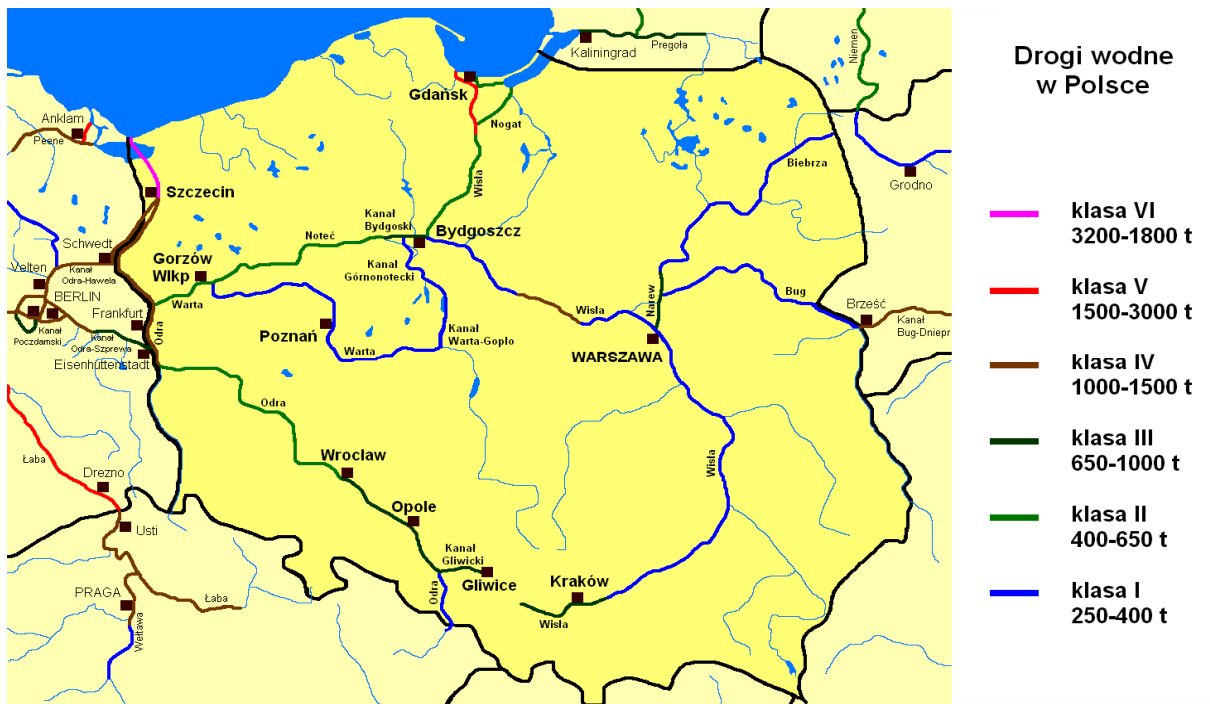 Drogi wodne
w Polsce
klasa VI
3200-1800 t
klasa V
1500-3000 t
klasa IV
1000-1500 t
klasa III
650-1000 t
klasa II
400-650 t
klasa I
250-400 t
Kaliningrad
Pregoła
Niemen
Gdańsk
Nogat
Anklam
Peene
Biebrza
Grodno
Szczecin
Wisła
Kanał
Bydgoski
Bydgoszcz
Noteć
Schwedt
Kanał
Odra-Hawela
Gorzów
Wlkp
Kanał
Górnonotecki
Velten
BERLIN
Warta
Narew
Bug
Brześć
Frankfurt
Kanał
Poczdamski
Kanał
Odra-Szprewa
Odra
Poznań
Warta
Kanał
Warta-Gopło
Wisła
WARSZAWA
Kanał
Bug-Dniepr
Eisenhüttenstadt
Odra
Łaba
Drezno
Wrocław
Wisła
Opole
Usti
Kanał
Gliwicki
Gliwice
Odra
Kraków
Wisła
PRAGA
Łaba
Wełtawa